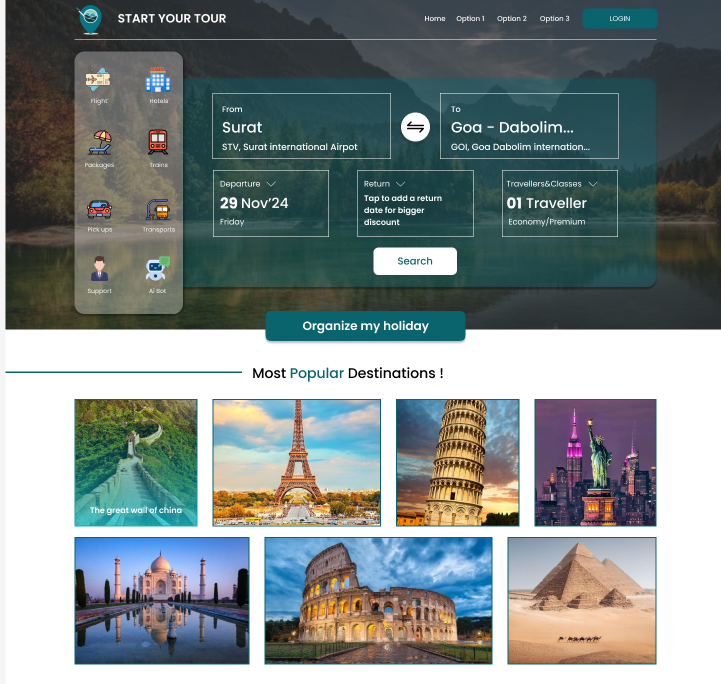 START YOUR TOUR
Home Option 1 Option 2 Option 3 LOGIN
Flight Hotels
Packages Trains
Pick ups Transports
Support Ai Bot
From
Surat
STV, Surat international Airpot
To
Goa - Dabolim...
GOI, Goa Dabolim internation...
Departure
29 Nov’24
Friday
Return
Tap to add a return
date for bigger
discount
Travellers&Classes
01 Traveller
Economy/Premium
Search
Organize my holiday
Most Popular Destinations !
The great wall of china